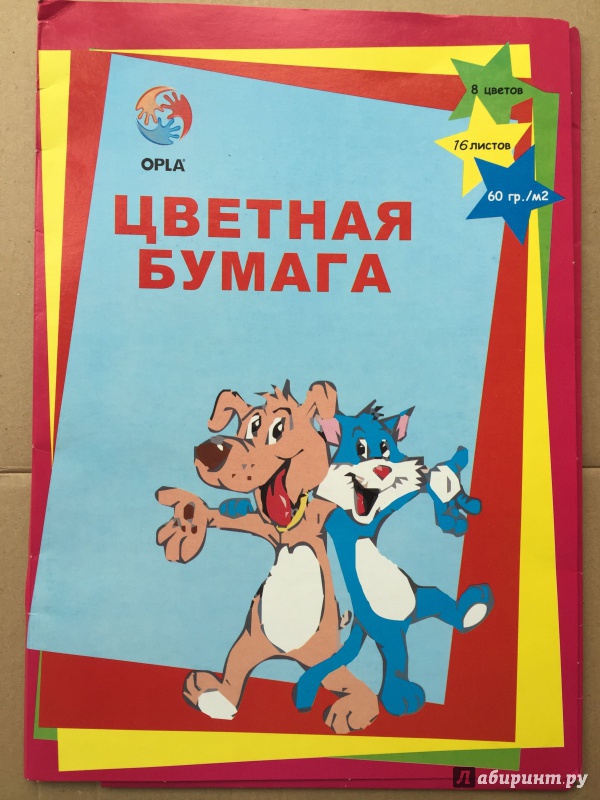 8 цветов
16 листов
60 гр./м2
OPLA®
ЦВЕТНАЯ
БУМАГА
Лабиринт.ру